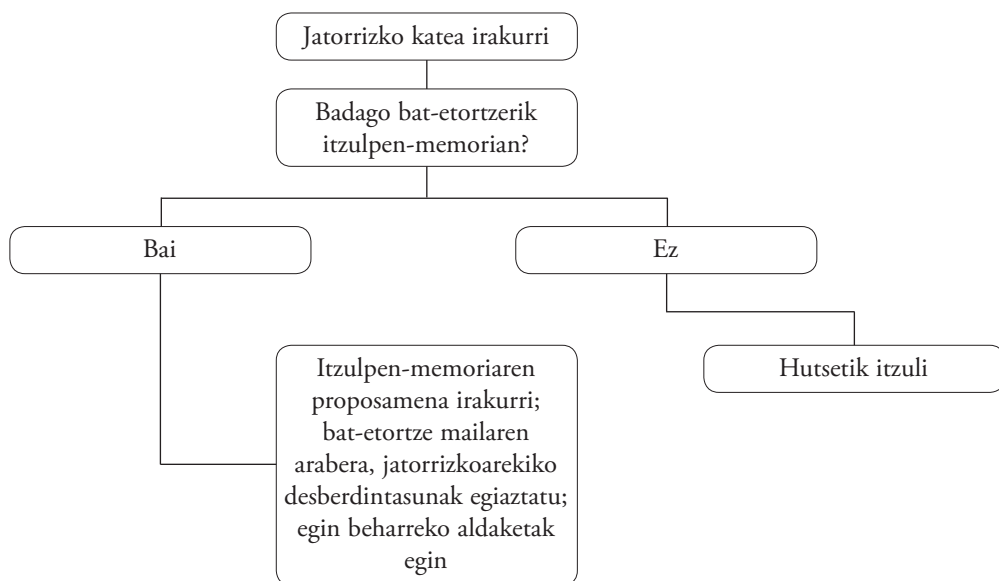 Jatorrizko katea irakurri
Badago bat-etortzerik
itzulpen-memorian?
Bai
Ez
Hutsetik itzuli
Itzulpen-memoriaren
proposamena irakurri;
bat-etortze mailaren
arabera, jatorrizkoarekiko
desberdintasunak egiaztatu;
egin beharreko aldaketak
egin